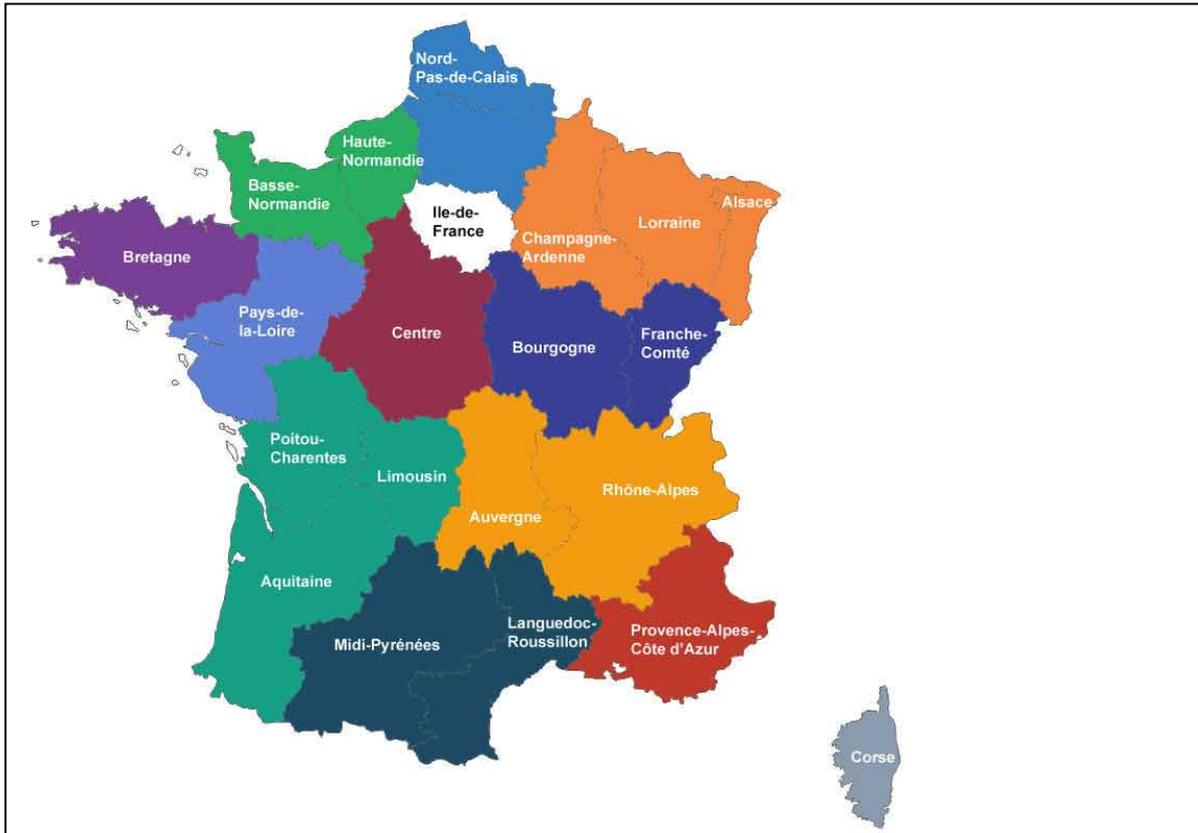 Nord-
Pas-de-Calais
Haute-
Normandie
Basse-
Normandie
Ile-de-
France
Champagne-
Ardenne
Lorraine
Alsace
Bretagne
Pays-de-
la-Loire
Centre
Bourgogne
Franche-
Comté
Poitou-
Charentes
Limousin
Auvergne
Rhône-Alpes
Aquitaine
Midi-Pyrénées
Languedoc-
Roussillon
Provence-Alpes-
Côte d'Azur
Corse